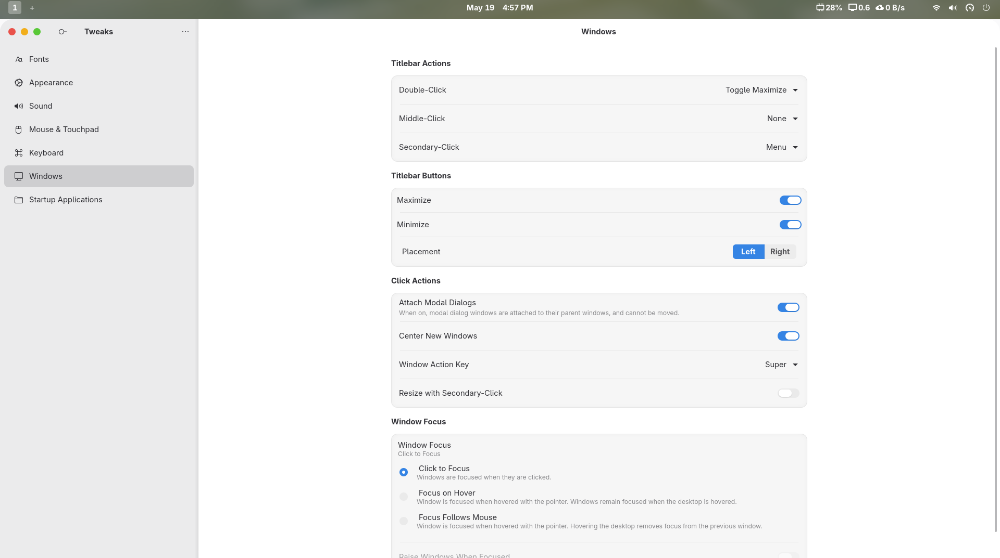 1 +
May 19 4:57 PM
28% 0.6 0 B/s
Tweaks
Windows
Fonts
Appearance
Sound
Mouse & Touchpad
Keyboard
Windows
Startup Applications
Titlebar Actions
Double-Click Toggle Maximize
Middle-Click None
Secondary-Click Menu
Titlebar Buttons
Maximize
Minimize
Placement Left Right
Click Actions
Attach Modal Dialogs
When on, modal dialog windows are attached to their parent windows, and cannot be moved.
Center New Windows
Window Action Key Super
Resize with Secondary-Click
Window Focus
Window Focus
Click to Focus
Click to Focus
Windows are focused when they are clicked.
Focus on Hover
Window is focused when hovered with the pointer. Windows remain focused when the desktop is hovered.
Focus Follows Mouse
Window is focused when hovered with the pointer. Hovering the desktop removes focus from the previous window.
Raise Windows When Focused